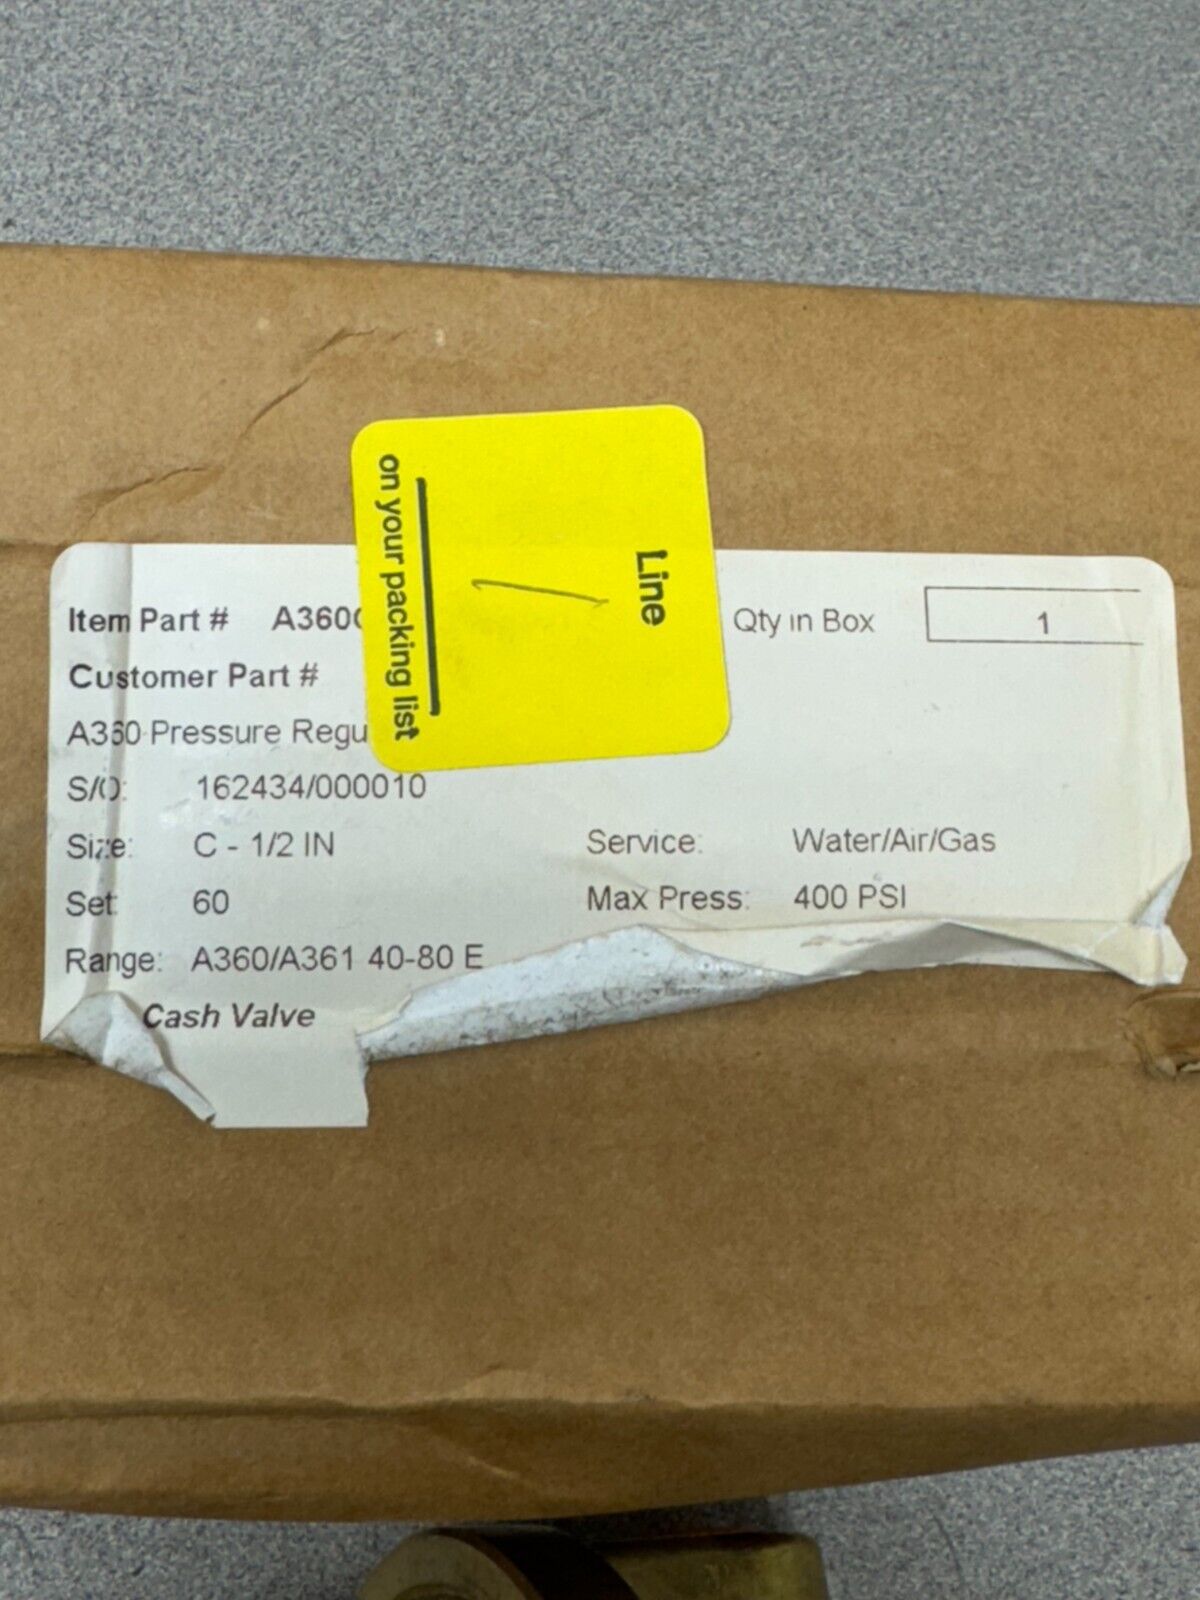 Line
on your packing list
Item Part # Qty in Box 1
Customer Part #
A360 Pressure
S/O: 162434/000010
Size: C - 1/2 IN Service: Water/Air/Gas
Set: 60 Max Press: 400 PSI
Range: A360/A361 40-80 E
Cash Valve